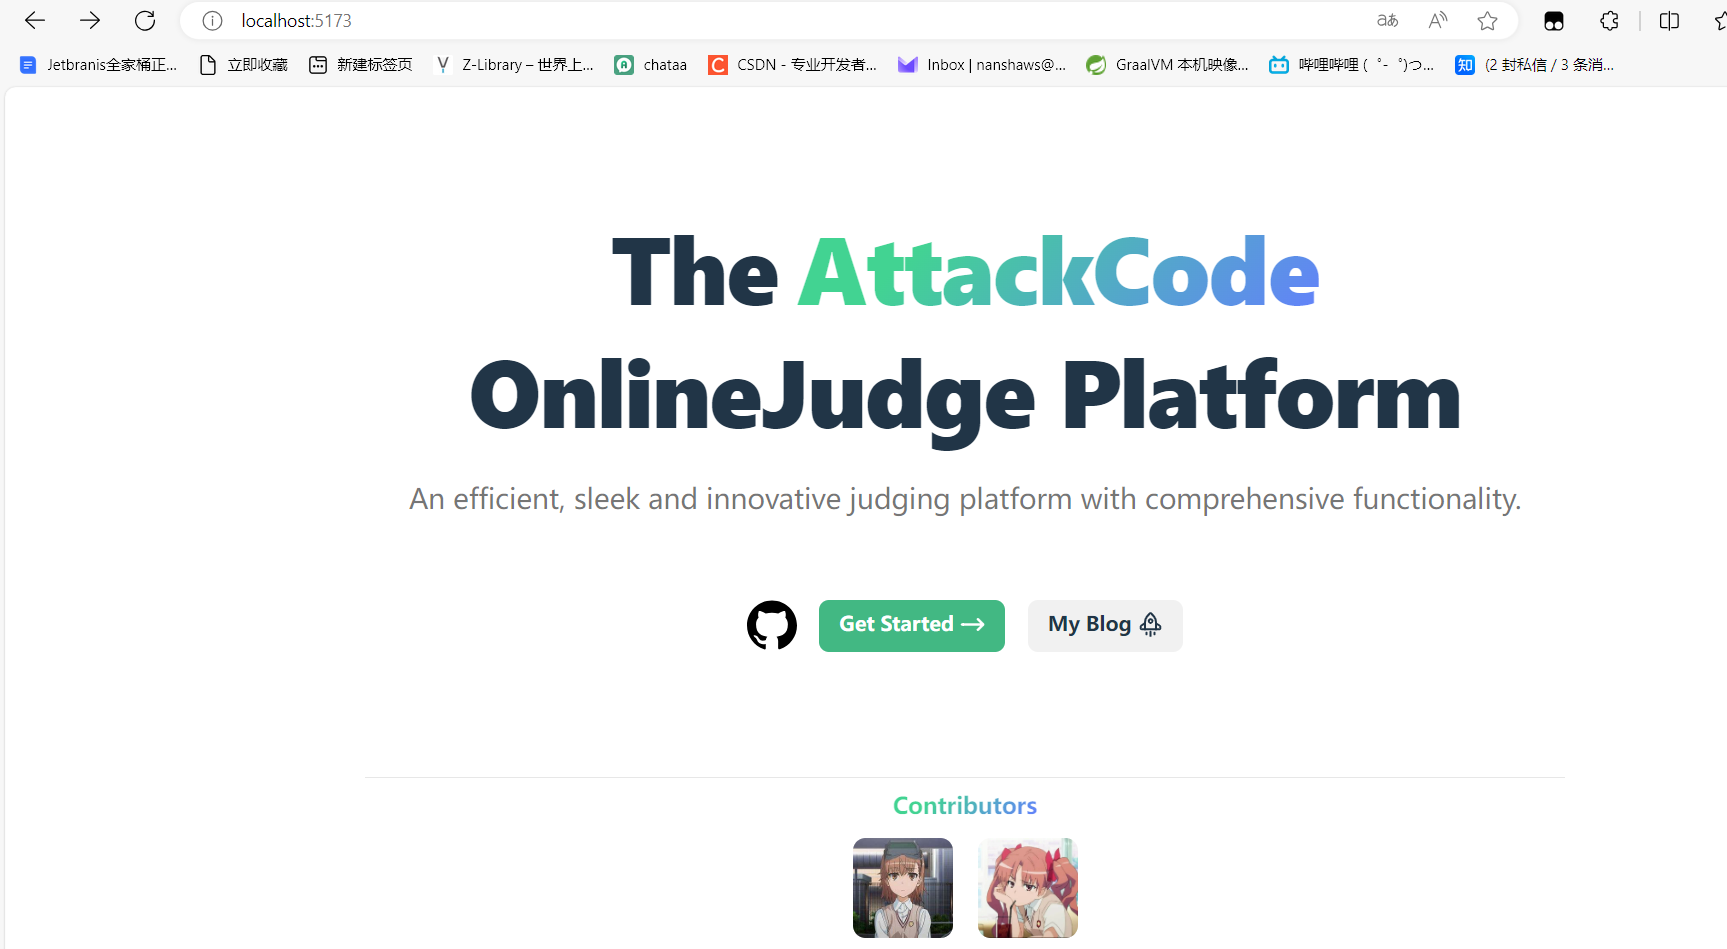 localhost:5173
aあ
A
Jetbranis全家桶正...
立即收藏
新建标签页
Z-Library – 世界上...
chataa
CSDN - 专业开发者...
Inbox | nanshaws@...
GraalVM 本机映像...
哔哩哔哩 ( ゜- ゜)つ...
知 (2 封私信 / 3 条消...
The AttackCode
OnlineJudge Platform
An efficient, sleek and innovative judging platform with comprehensive functionality.
Get Started →
My Blog
Contributors